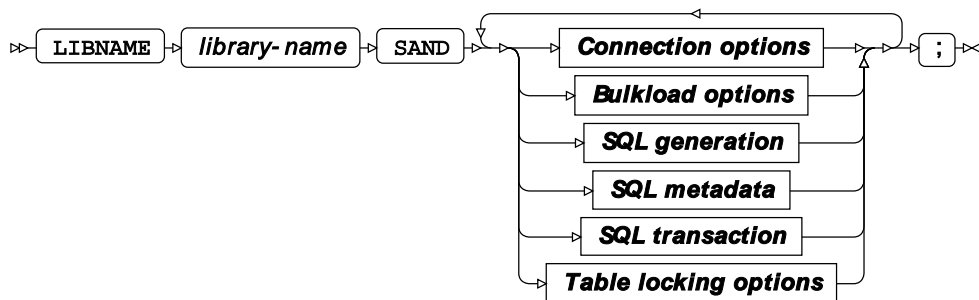 LIBNAME library-name SAND Connection options ;
Bulkload options
SQL generation
SQL metadata
SQL transaction
Table locking options